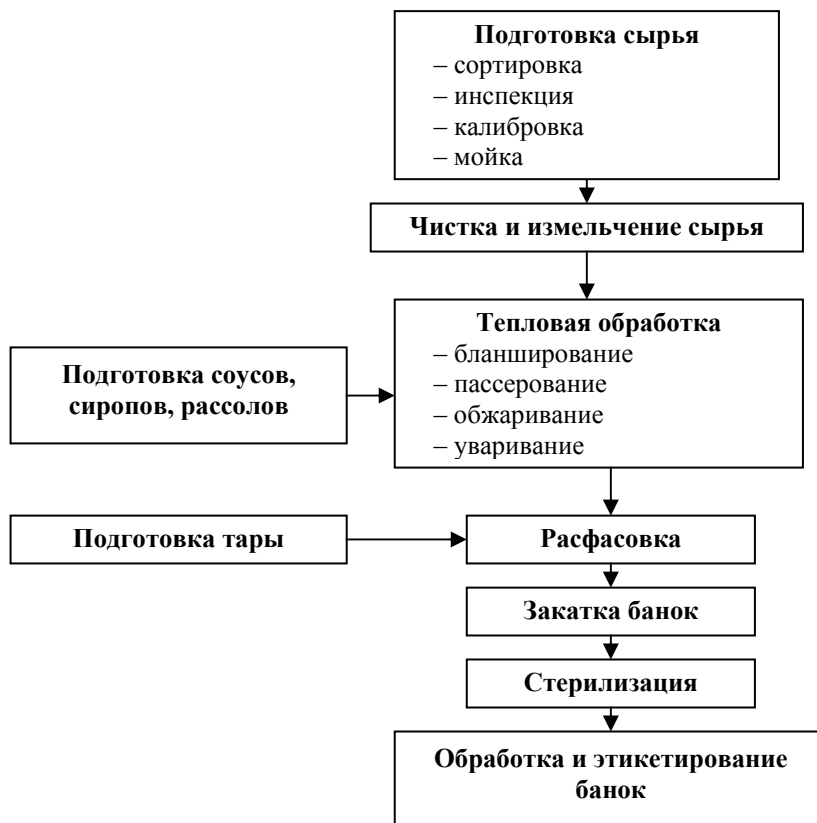 Подготовка сырья
– сортировка
– инспекция
– калибровка
– мойка
Чистка и измельчение сырья
Тепловая обработка
– бланширование
– пассерование
– обжаривание
– уваривание
Подготовка соусов,
сиропов, рассолов
Подготовка тары
Расфасовка
Закатка банок
Стерилизация
Обработка и этикетирование
банок